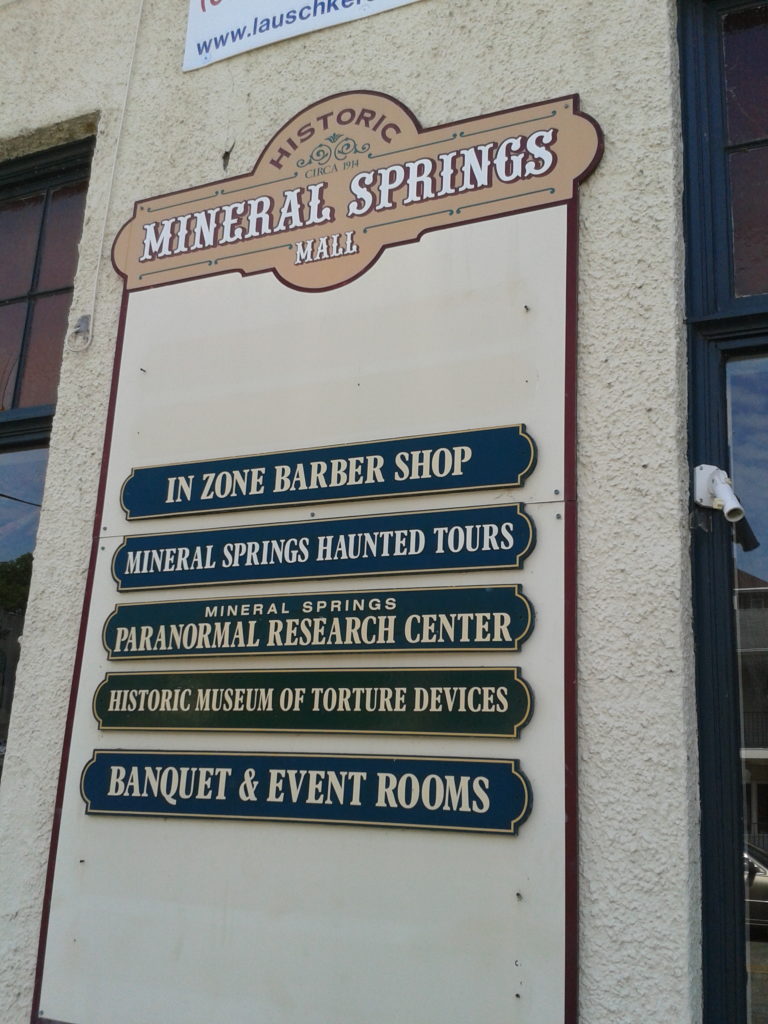 www.lauschke
HISTORIC
CIRCA 1914
MINERAL SPRINGS
MALL
IN ZONE BARBER SHOP
MINERAL SPRINGS HAUNTED TOURS
MINERAL SPRINGS
PARANORMAL RESEARCH CENTER
HISTORIC MUSEUM OF TORTURE DEVICES
BANQUET & EVENT ROOMS